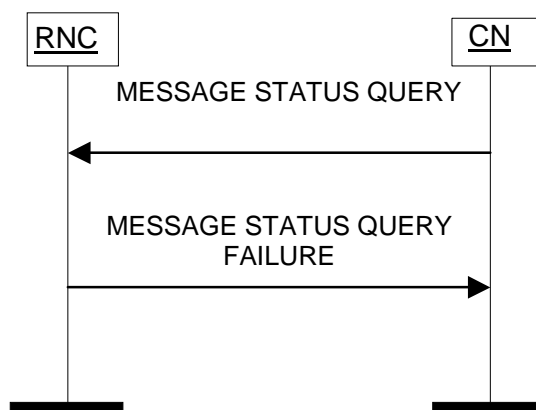 RNC
CN
MESSAGE STATUS QUERY
MESSAGE STATUS QUERY
FAILURE